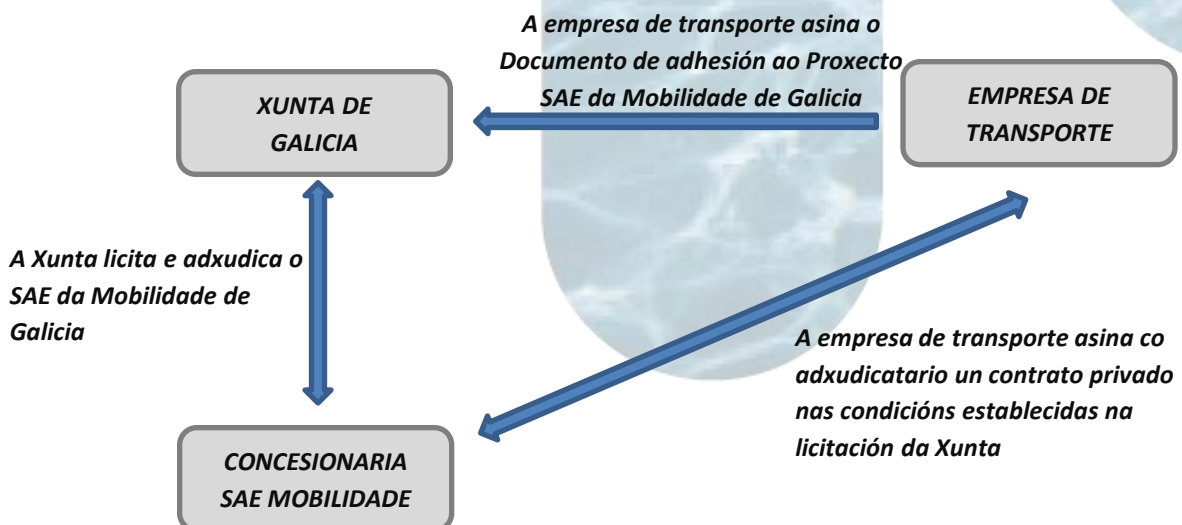 A empresa de transporte asina o
Documento de adhesión ao Proxecto
SAE da Mobilidade de Galicia
XUNTA DE
GALICIA
EMPRESA DE
TRANSPORTE
A Xunta licita e adxudica o
SAE da Mobilidade de
Galicia
A empresa de transporte asina co
adxudicatario un contrato privado
nas condicións establecidas na
licitación da Xunta
CONCESIONARIA
SAE MOBILIDADE